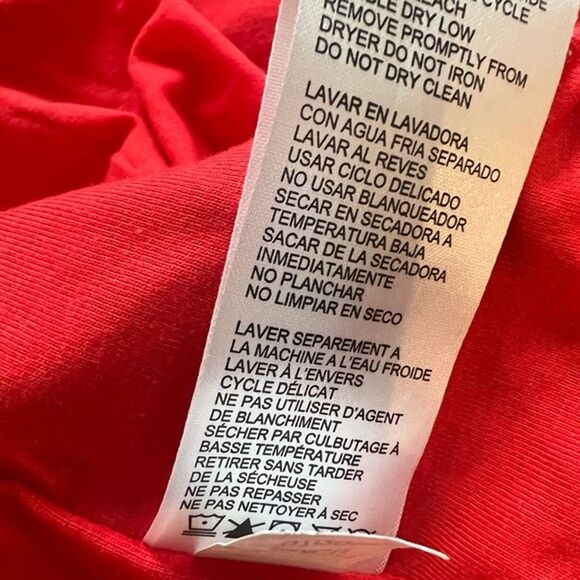 CYCLE
DRY LOW
REMOVE PROMPTLY FROM
DRYER DO NOT IRON
DO NOT DRY CLEAN
LAVAR EN LAVADORA
CON AGUA FRIA SEPARADO
LAVAR AL REVES
USAR CICLO DELICADO
NO USAR BLANQUEADOR
SECAR EN SECADORA A
TEMPERATURA BAJA
SACAR DE LA SECADORA
INMEDIATAMENTE
NO PLANCHAR
NO LIMPIAR EN SECO
LAVER SEPAREMENT A
LA MACHINE A L'EAU FROIDE
LAVER À L'ENVERS
CYCLE DÉLICAT
NE PAS UTILISER D'AGENT
DE BLANCHIMENT
SÉCHER PAR CULBUTAGE À
BASSE TEMPÉRATURE
RETIRER SANS TARDER
DE LA SÉCHEUSE
NE PAS REPASSER
NE PAS NETTOYER À SEC